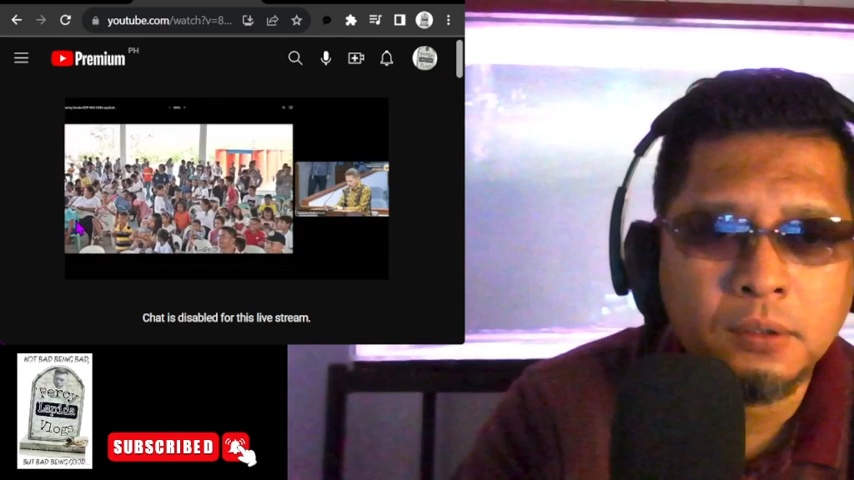 youtube.com/watch?v=8...
Premium PH
Chat is disabled for this live stream.
NOT BAD BEING BAD,
Percy
Lapida
Vlogs
BUT BAD BEING GOOD...
SUBSCRIBED